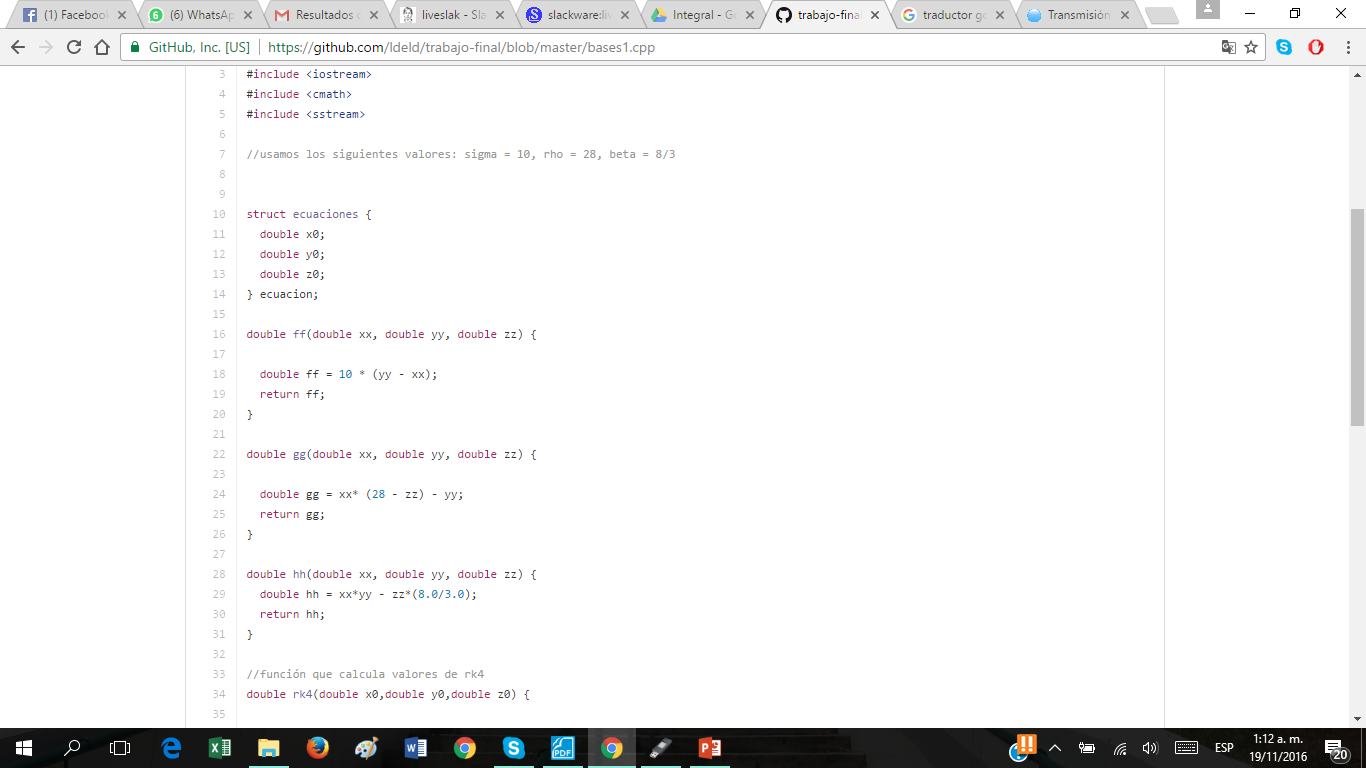 (1) Facebook
(6) WhatsAp
Resultados
liveslak - Sla
slackware:liv
Integral - Go
trabajo-fina
traductor go
Transmisión
GitHub, Inc. [US]
https://github.com/ldeld/trabajo-final/blob/master/bases1.cpp
3 #include <iostream>
4 #include <cmath>
5 #include <sstream>
6
7 //usamos los siguientes valores: sigma = 10, rho = 28, beta = 8/3
8
9
10 struct ecuaciones {
11 double x0;
12 double y0;
13 double z0;
14 } ecuacion;
15
16 double ff(double xx, double yy, double zz) {
17
18 double ff = 10 * (yy - xx);
19 return ff;
20 }
21
22 double gg(double xx, double yy, double zz) {
23
24 double gg = xx* (28 - zz) - yy;
25 return gg;
26 }
27
28 double hh(double xx, double yy, double zz) {
29 double hh = xx*yy - zz*(8.0/3.0);
30 return hh;
31 }
32
33 //función que calcula valores de rk4
34 double rk4(double x0,double y0,double z0) {
35
PDF
ESP
1:12 a. m.
19/11/2016
20